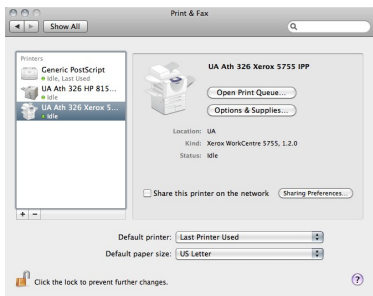 Print & Fax
Show All
Printers
Generic PostScript
Idle, Last Used
UA Ath 326 HP 815...
Idle
UA Ath 326 Xerox 5...
Idle
UA Ath 326 Xerox 5755 IPP
Open Print Queue...
Options & Supplies...
Location: UA
Kind: Xerox WorkCentre 5755, 1.2.0
Status: Idle
Share this printer on the network
Sharing Preferences...
+ −
Default printer: Last Printer Used
Default paper size: US Letter
Click the lock to prevent further changes.
?